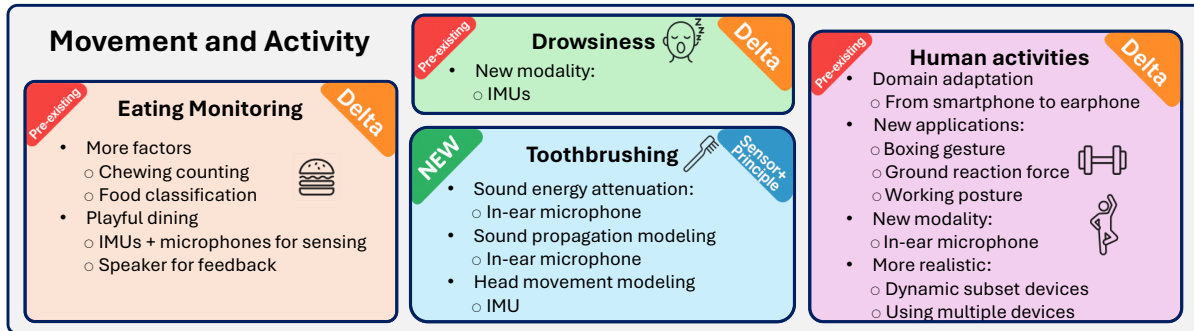 Movement and Activity
Pre-existing
Eating Monitoring
Delta
• More factors
○ Chewing counting
○ Food classification
• Playful dining
○ IMUs + microphones for sensing
○ Speaker for feedback
Pre-existing
Drowsiness
z z z
Delta
• New modality:
○ IMUs
NEW
Toothbrushing
Sensor+
Principle
• Sound energy attenuation:
○ In-ear microphone
• Sound propagation modeling
○ In-ear microphone
• Head movement modeling
○ IMU
Pre-existing
Human activities
Delta
• Domain adaptation
○ From smartphone to earphone
• New applications:
○ Boxing gesture
○ Ground reaction force
○ Working posture
• New modality:
○ In-ear microphone
• More realistic:
○ Dynamic subset devices
○ Using multiple devices